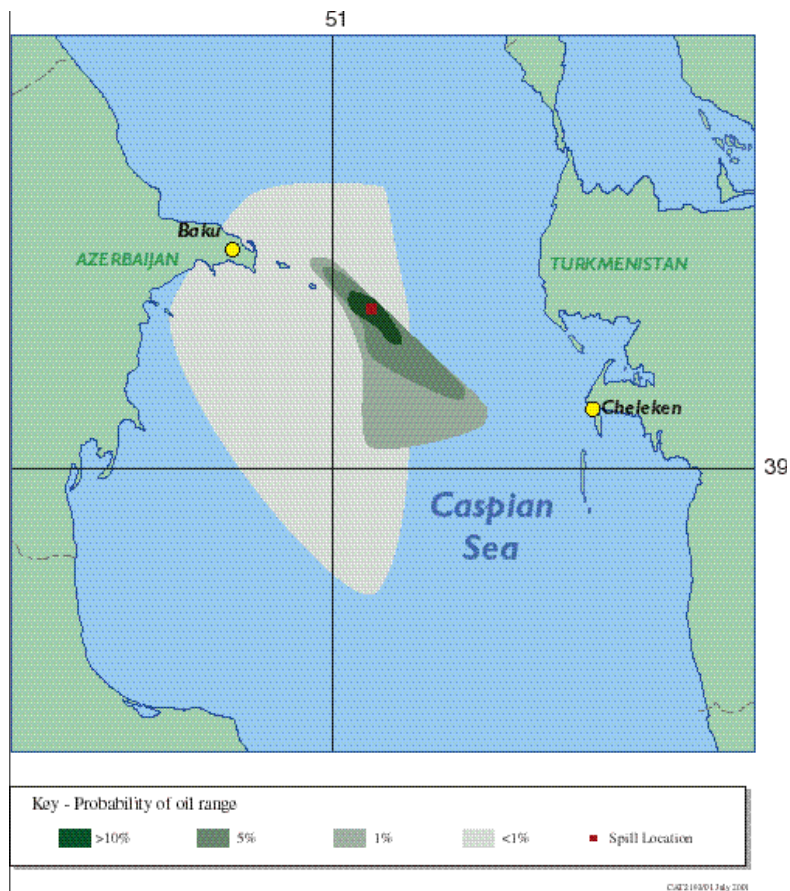 51
Baku
AZERBAIJAN
TURKMENISTAN
Cheleken
39
Caspian
Sea
Key - Probability of oil range
>10%
5%
1%
<1%
Spill Location